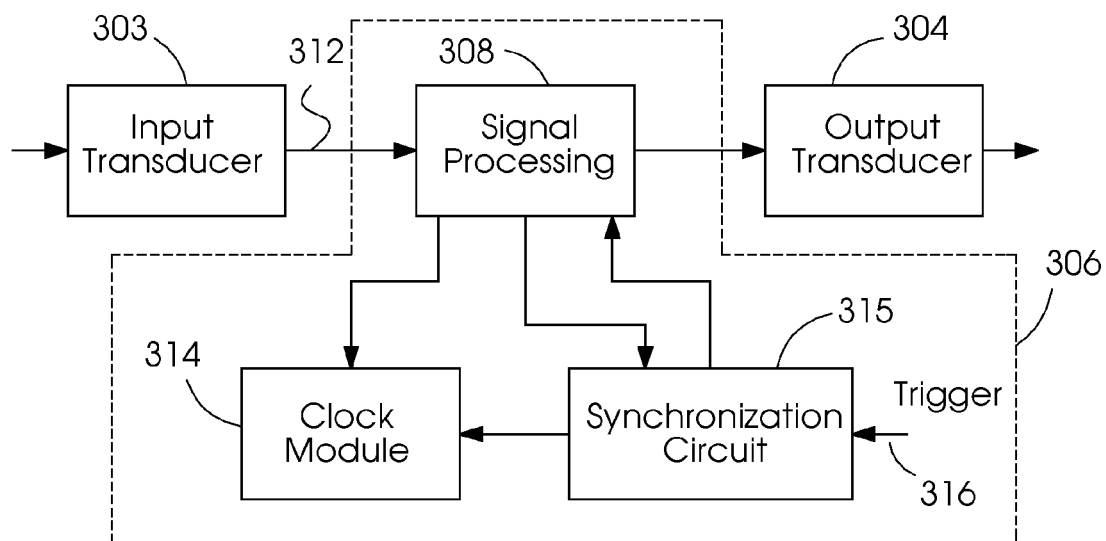 303
312
308
304
Input
Transducer
Signal
Processing
Output
Transducer
306
315
314
Clock
Module
Synchronization
Circuit
Trigger
316